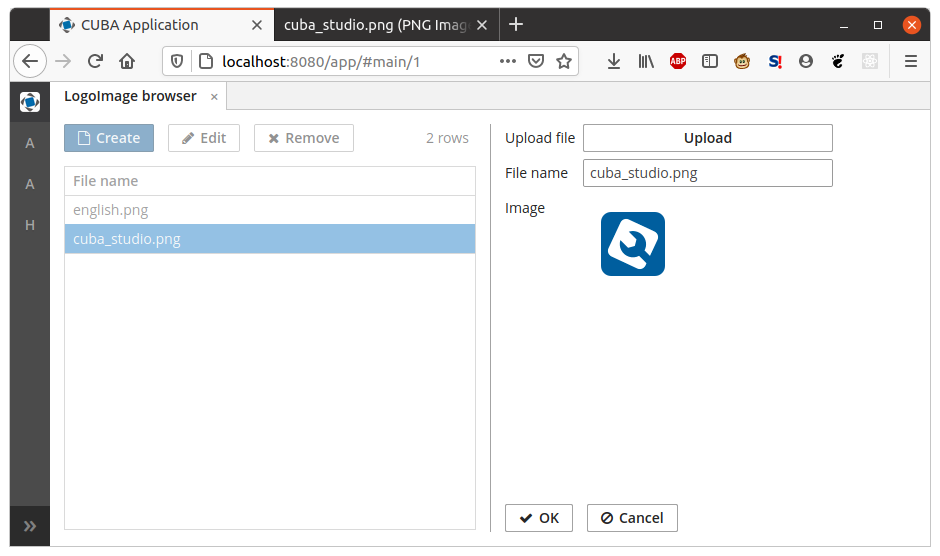 CUBA Application
cuba_studio.png (PNG Imag
localhost:8080/app/#main/1
ABP
S!
LogoImage browser
A
A
H
Create
Edit
Remove
2 rows
File name
english.png
cuba_studio.png
Upload file
Upload
File name
cuba_studio.png
Image
OK
Cancel